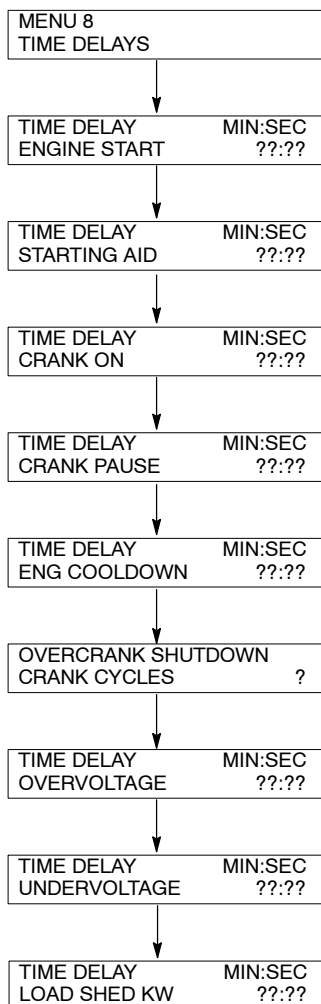 MENU 8
TIME DELAYS
TIME DELAY MIN:SEC
ENGINE START ??:??
TIME DELAY MIN:SEC
STARTING AID ??:??
TIME DELAY MIN:SEC
CRANK ON ??:??
TIME DELAY MIN:SEC
CRANK PAUSE ??:??
TIME DELAY MIN:SEC
ENG COOLDOWN ??:??
OVERCRANK SHUTDOWN
CRANK CYCLES ?
TIME DELAY MIN:SEC
OVERVOLTAGE ??:??
TIME DELAY MIN:SEC
UNDERVOLTAGE ??:??
TIME DELAY MIN:SEC
LOAD SHED KW ??:??